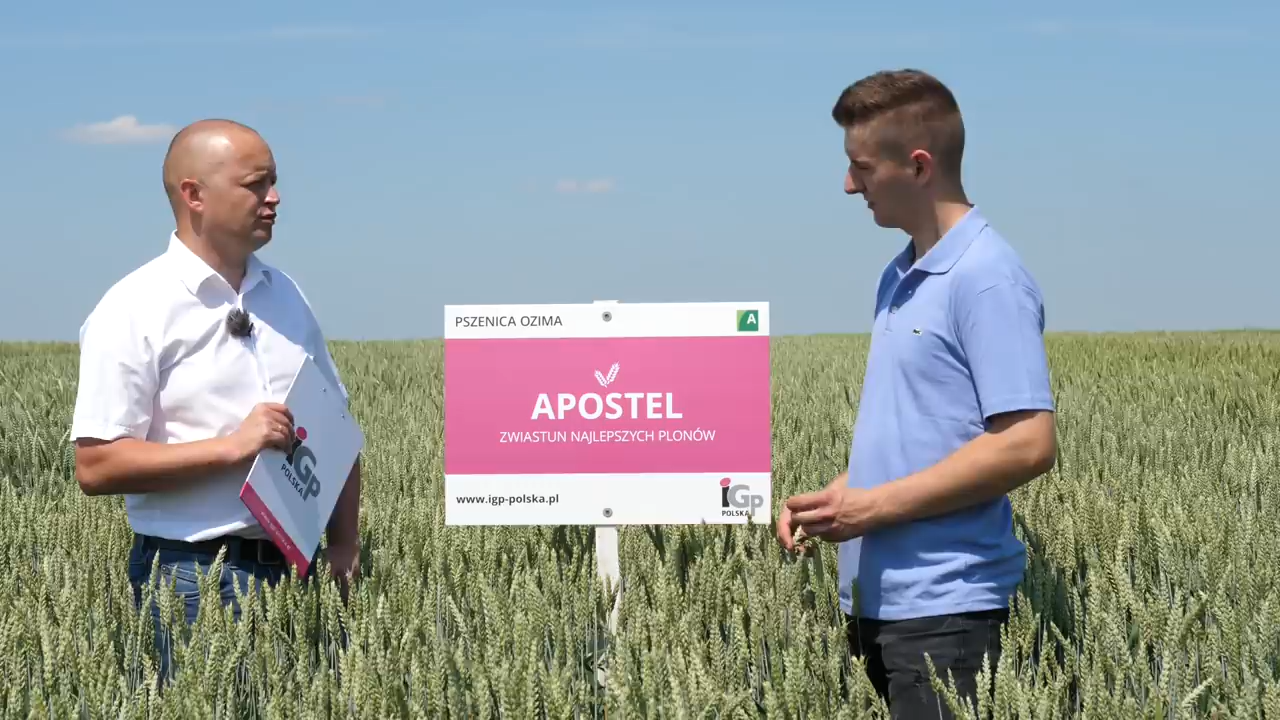 PSZENICA OZIMA
A
APOSTEL
ZWIASTUN NAJLEPSZYCH PLONÓW
www.igp-polska.pl
iGp
POLSKA
iGp
POLSKA